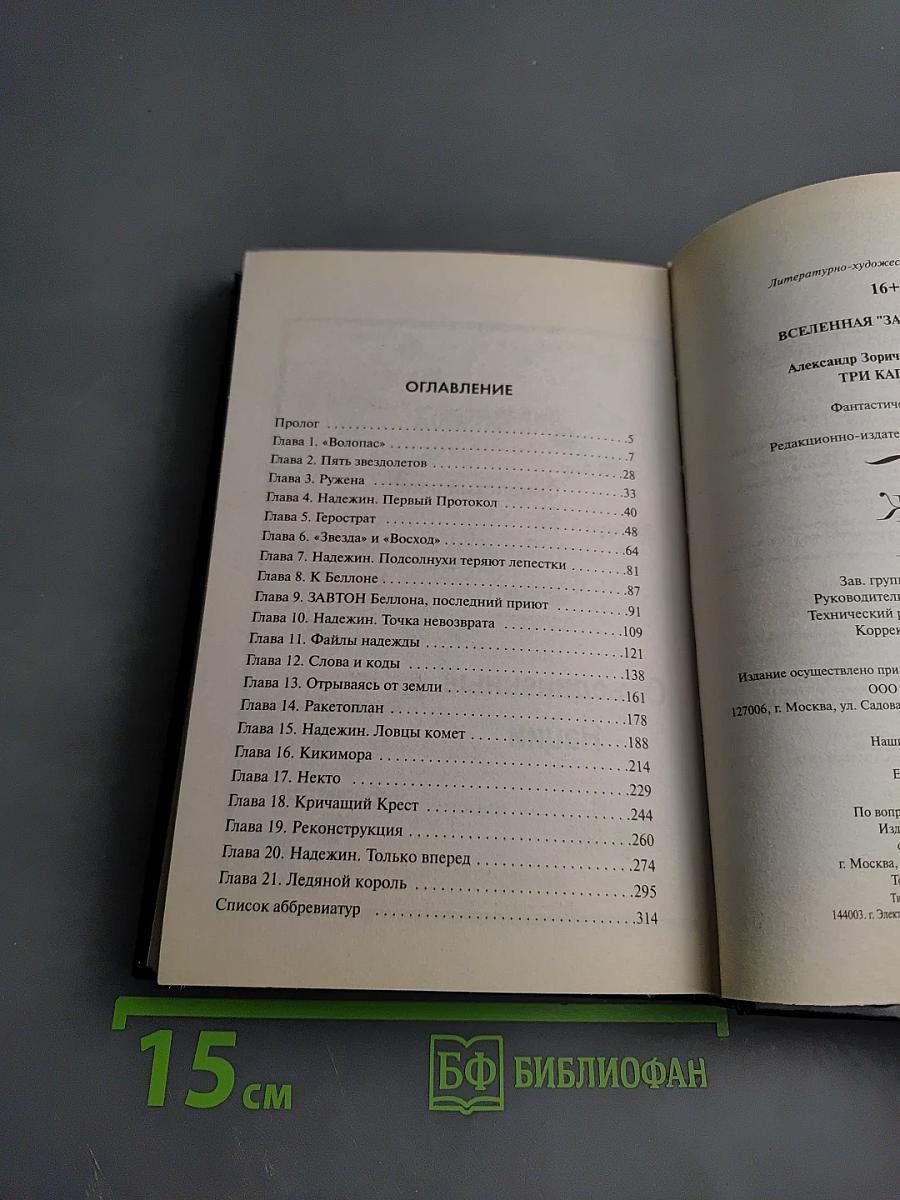 ОГЛАВЛЕНИЕ
Пролог ........5
Глава 1. «Волопас» ........7
Глава 2. Пять звездолетов ........28
Глава 3. Ружена ........33
Глава 4. Надежин. Первый Протокол ........40
Глава 5. Герострат ........48
Глава 6. «Звезда» и «Восход» ........64
Глава 7. Надежин. Подсолнухи теряют лепестки ........81
Глава 8. К Беллоне ........87
Глава 9. ЗАВТОН Беллона, последний приют ........91
Глава 10. Надежин. Точка невозврата ........109
Глава 11. Файлы надежды ........121
Глава 12. Слова и коды ........138
Глава 13. Отрываясь от земли ........161
Глава 14. Ракетоплан ........178
Глава 15. Надежин. Ловцы комет ........188
Глава 16. Кикимора ........214
Глава 17. Некто ........229
Глава 18. Кричащий Крест ........244
Глава 19. Реконструкция ........260
Глава 20. Надежин. Только вперед ........274
Глава 21. Ледяной король ........295
Список аббревиатур ........314
Литературно-художес
16+
ВСЕЛЕННАЯ "ЗА
Александр Зорич
ТРИ КАП
Фантастиче
Редакционно-издате
Зав. групп
Руководитель
Технический р
Коррек
Издание осуществлено при
ООО
127006, г. Москва, ул. Садова
Наш
E
По вопр
Изд
г. Москва,
Те
144003. г. Элект
15 см
БФ БИБЛИОФАН